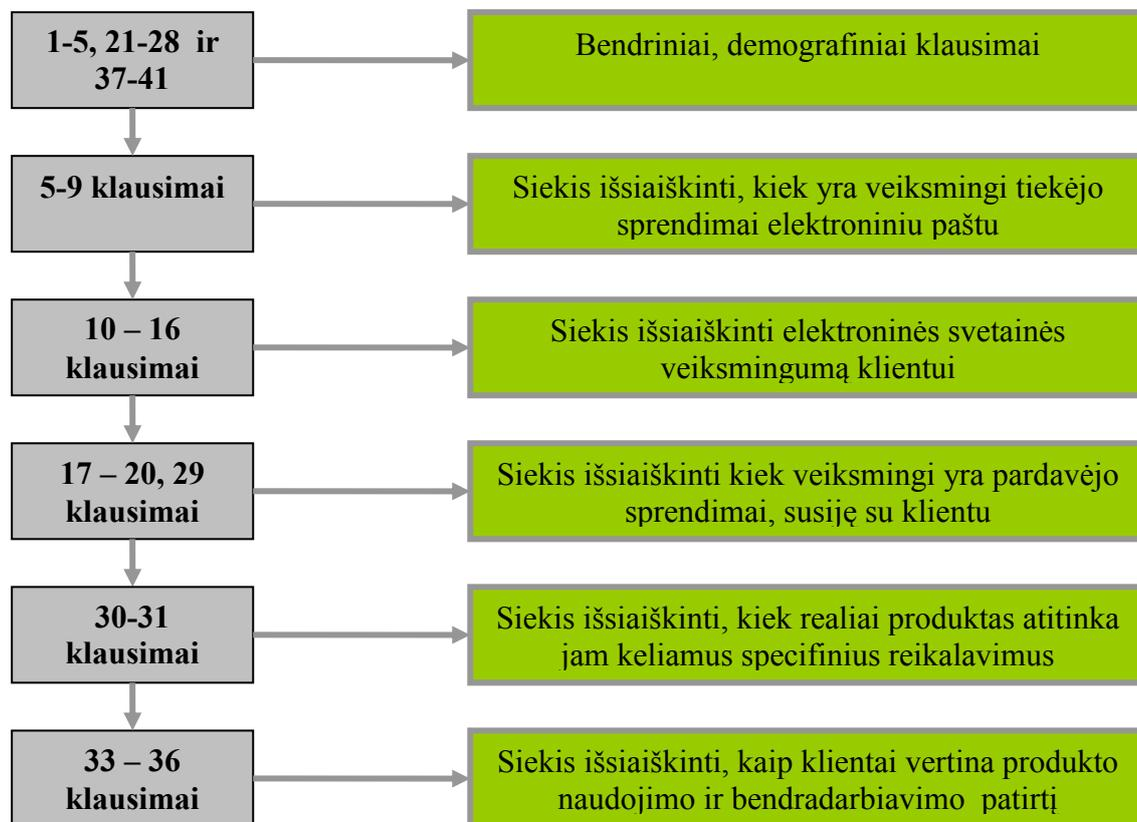 1-5, 21-28  ir
37-41
Bendriniai, demografiniai klausimai
5-9 klausimai
Siekis išsiaiškinti, kiek yra veiksmingi tiekėjo
sprendimai elektroniniu paštu
10 – 16
klausimai
Siekis išsiaiškinti elektroninės svetainės
veiksmingumą klientui
17 – 20, 29
klausimai
Siekis išsiaiškinti kiek veiksmingi yra pardavėjo
sprendimai, susiję su klientu
30-31
klausimai
Siekis išsiaiškinti, kiek realiai produktas atitinka
jam keliamus specifinius reikalavimus
33 – 36
klausimai
Siekis išsiaiškinti, kaip klientai vertina produkto
naudojimo ir bendradarbiavimo  patirtį